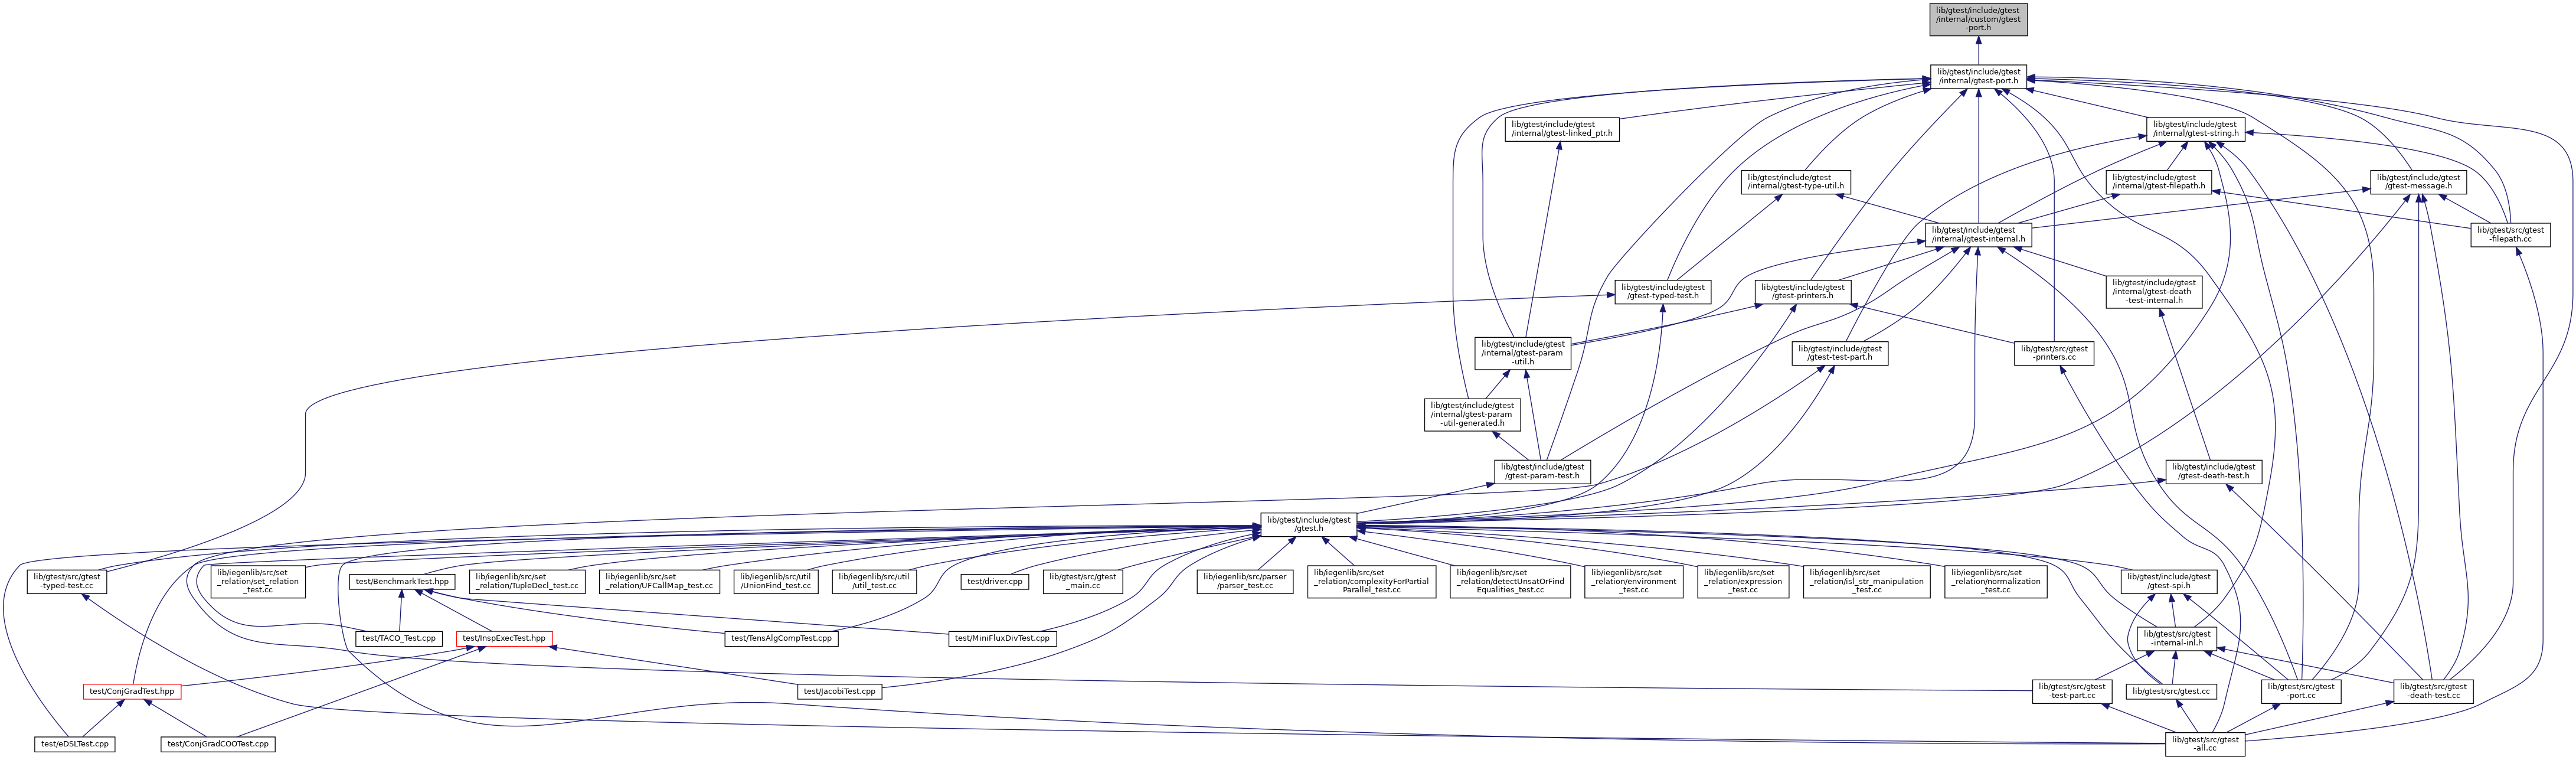 lib/gtest/include/gtest
/internal/custom/gtest
-port.h
lib/gtest/include/gtest
/internal/gtest-port.h
lib/gtest/include/gtest
/internal/gtest-linked_ptr.h
lib/gtest/include/gtest
/internal/gtest-string.h
lib/gtest/include/gtest
/internal/gtest-type-util.h
lib/gtest/include/gtest
/internal/gtest-filepath.h
lib/gtest/include/gtest
/gtest-message.h
lib/gtest/include/gtest
/internal/gtest-internal.h
lib/gtest/src/gtest
-filepath.cc
lib/gtest/include/gtest
/gtest-typed-test.h
lib/gtest/include/gtest
/gtest-printers.h
lib/gtest/include/gtest
/internal/gtest-death
-test-internal.h
lib/gtest/include/gtest
/internal/gtest-param
-util.h
lib/gtest/include/gtest
/gtest-test-part.h
lib/gtest/src/gtest
-printers.cc
lib/gtest/include/gtest
/internal/gtest-param
-util-generated.h
lib/gtest/include/gtest
/gtest-param-test.h
lib/gtest/include/gtest
/gtest-death-test.h
lib/gtest/include/gtest
/gtest.h
lib/gtest/src/gtest
-typed-test.cc
lib/iegenlib/src/set
_relation/set_relation
_test.cc
test/BenchmarkTest.hpp
lib/iegenlib/src/set
_relation/TupleDecl_test.cc
lib/iegenlib/src/set
_relation/UFCallMap_test.cc
lib/iegenlib/src/util
/UnionFind_test.cc
lib/iegenlib/src/util
/util_test.cc
test/driver.cpp
lib/gtest/src/gtest
_main.cc
lib/iegenlib/src/parser
/parser_test.cc
lib/iegenlib/src/set
_relation/complexityForPartial
Parallel_test.cc
lib/iegenlib/src/set
_relation/detectUnsatOrFind
Equalities_test.cc
lib/iegenlib/src/set
_relation/environment
_test.cc
lib/iegenlib/src/set
_relation/expression
_test.cc
lib/iegenlib/src/set
_relation/isl_str_manipulation
_test.cc
lib/iegenlib/src/set
_relation/normalization
_test.cc
lib/gtest/include/gtest
/gtest-spi.h
test/TACO_Test.cpp
test/InspExecTest.hpp
test/TensAlgCompTest.cpp
test/MiniFluxDivTest.cpp
lib/gtest/src/gtest
-internal-inl.h
test/ConjGradTest.hpp
test/JacobiTest.cpp
lib/gtest/src/gtest
-test-part.cc
lib/gtest/src/gtest.cc
lib/gtest/src/gtest
-port.cc
lib/gtest/src/gtest
-death-test.cc
test/eDSLTest.cpp
test/ConjGradCOOTest.cpp
lib/gtest/src/gtest
-all.cc